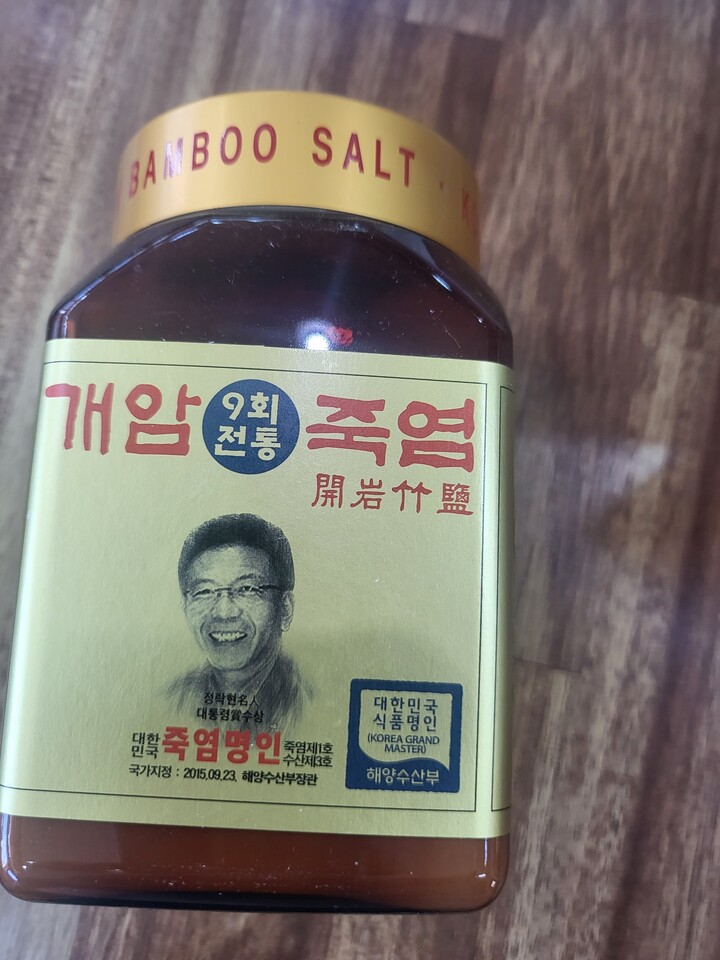 BAMBOO SALT · K
개암 9회 전통 죽염
開岩竹鹽
정락현名人
대통령賞수상
대한민국 죽염명인 죽염제1호 수산제3호
국가지정 : 2015.09.23. 해양수산부장관
대한민국
식품명인
(KOREA GRAND
MASTER)
해양수산부